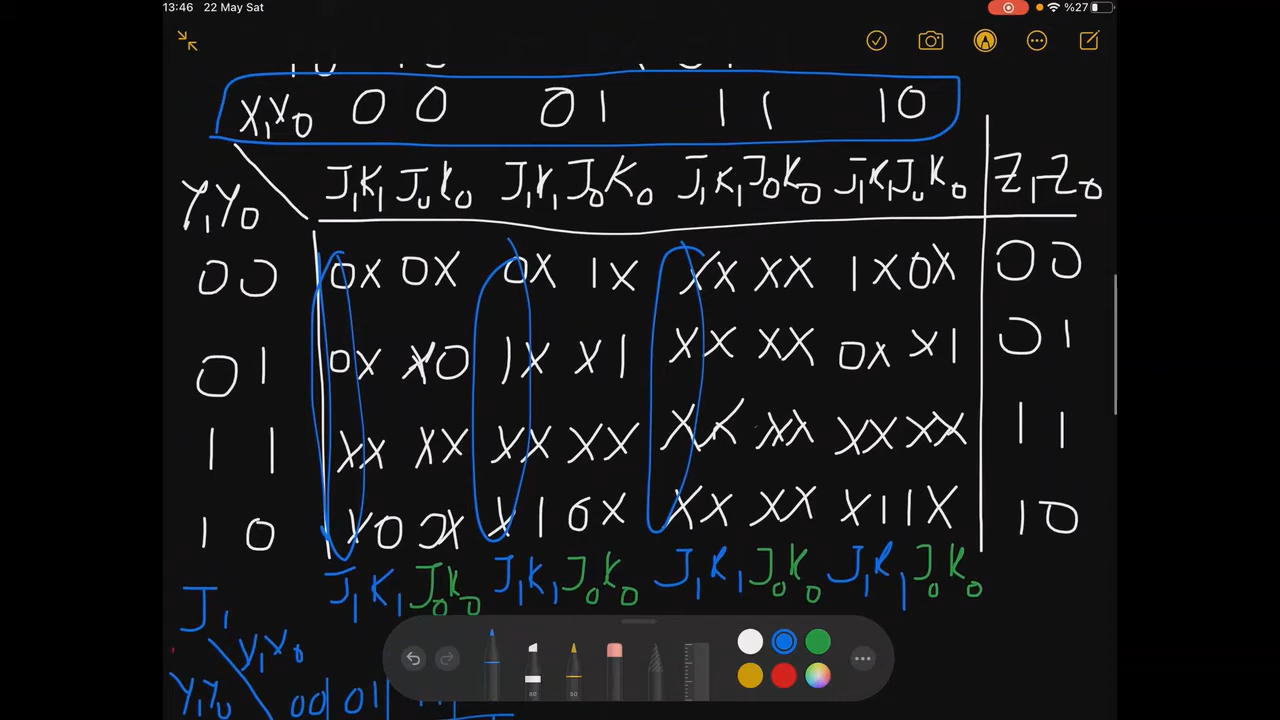 13:46 22 May Sat %27
X₁X₀ 00 01 11 10
Y₁Y₀ J₁K₁ J₀K₀ J₁K₁ J₀K₀ J₁K₁ J₀K₀ J₁K₁ J₀K₀ Z₁Z₀
00 0X 0X 0X 1X XX XX 1X 0X 00
01 0X X0 1X X1 XX XX 0X X1 01
11 XX XX XX XX XX XX XX XX 11
10 X0 0X X1 0X XX XX X1 1X 10
J₁K₁ J₀K₀ J₁K₁ J₀K₀ J₁K₁ J₀K₀ J₁K₁ J₀K₀
J₁
Y₁X₀
Y₁Y₀ 00 01
80 50